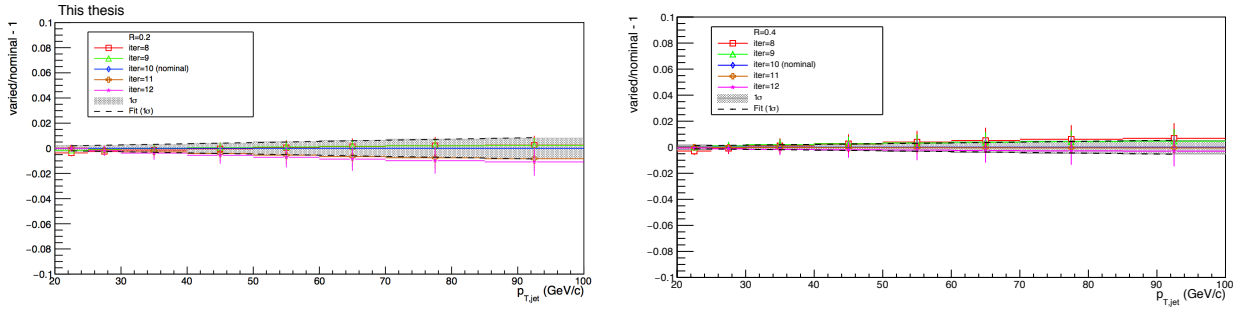 This thesis
varied/nominal - 1
0.1
0.08
0.06
0.04
0.02
0
-0.02
-0.04
-0.06
-0.08
-0.1
R=0.2
iter=8
iter=9
iter=10 (nominal)
iter=11
iter=12
1σ
Fit (1σ)
20 30 40 50 60 70 80 90 100
p_T,jet (GeV/c)
varied/nominal - 1
0.1
0.08
0.06
0.04
0.02
0
-0.02
-0.04
-0.06
-0.08
-0.1
R=0.4
iter=8
iter=9
iter=10 (nominal)
iter=11
iter=12
1σ
Fit (1σ)
20 30 40 50 60 70 80 90 100
p_T,jet (GeV/c)